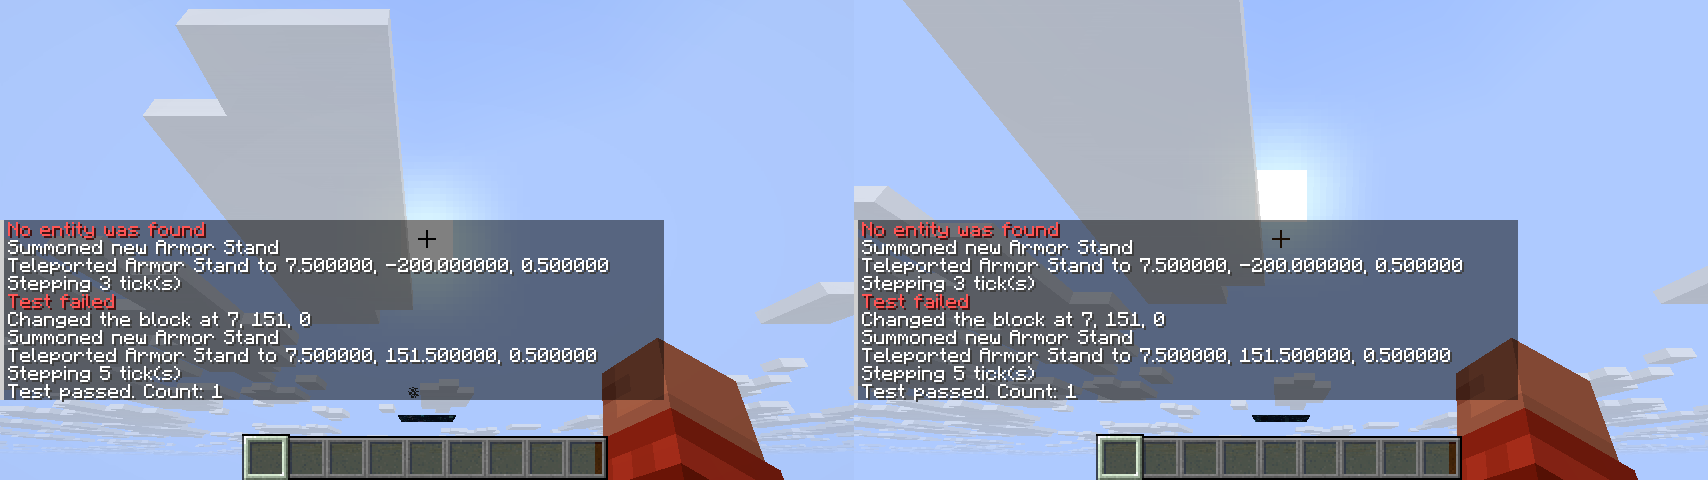 No entity was found
Summoned new Armor Stand
Teleported Armor Stand to 7.500000, -200.000000, 0.500000
Stepping 3 tick(s)
Test failed
Changed the block at 7, 151, 0
Summoned new Armor Stand
Teleported Armor Stand to 7.500000, 151.500000, 0.500000
Stepping 5 tick(s)
Test passed. Count: 1
No entity was found
Summoned new Armor Stand
Teleported Armor Stand to 7.500000, -200.000000, 0.500000
Stepping 3 tick(s)
Test failed
Changed the block at 7, 151, 0
Summoned new Armor Stand
Teleported Armor Stand to 7.500000, 151.500000, 0.500000
Stepping 5 tick(s)
Test passed. Count: 1